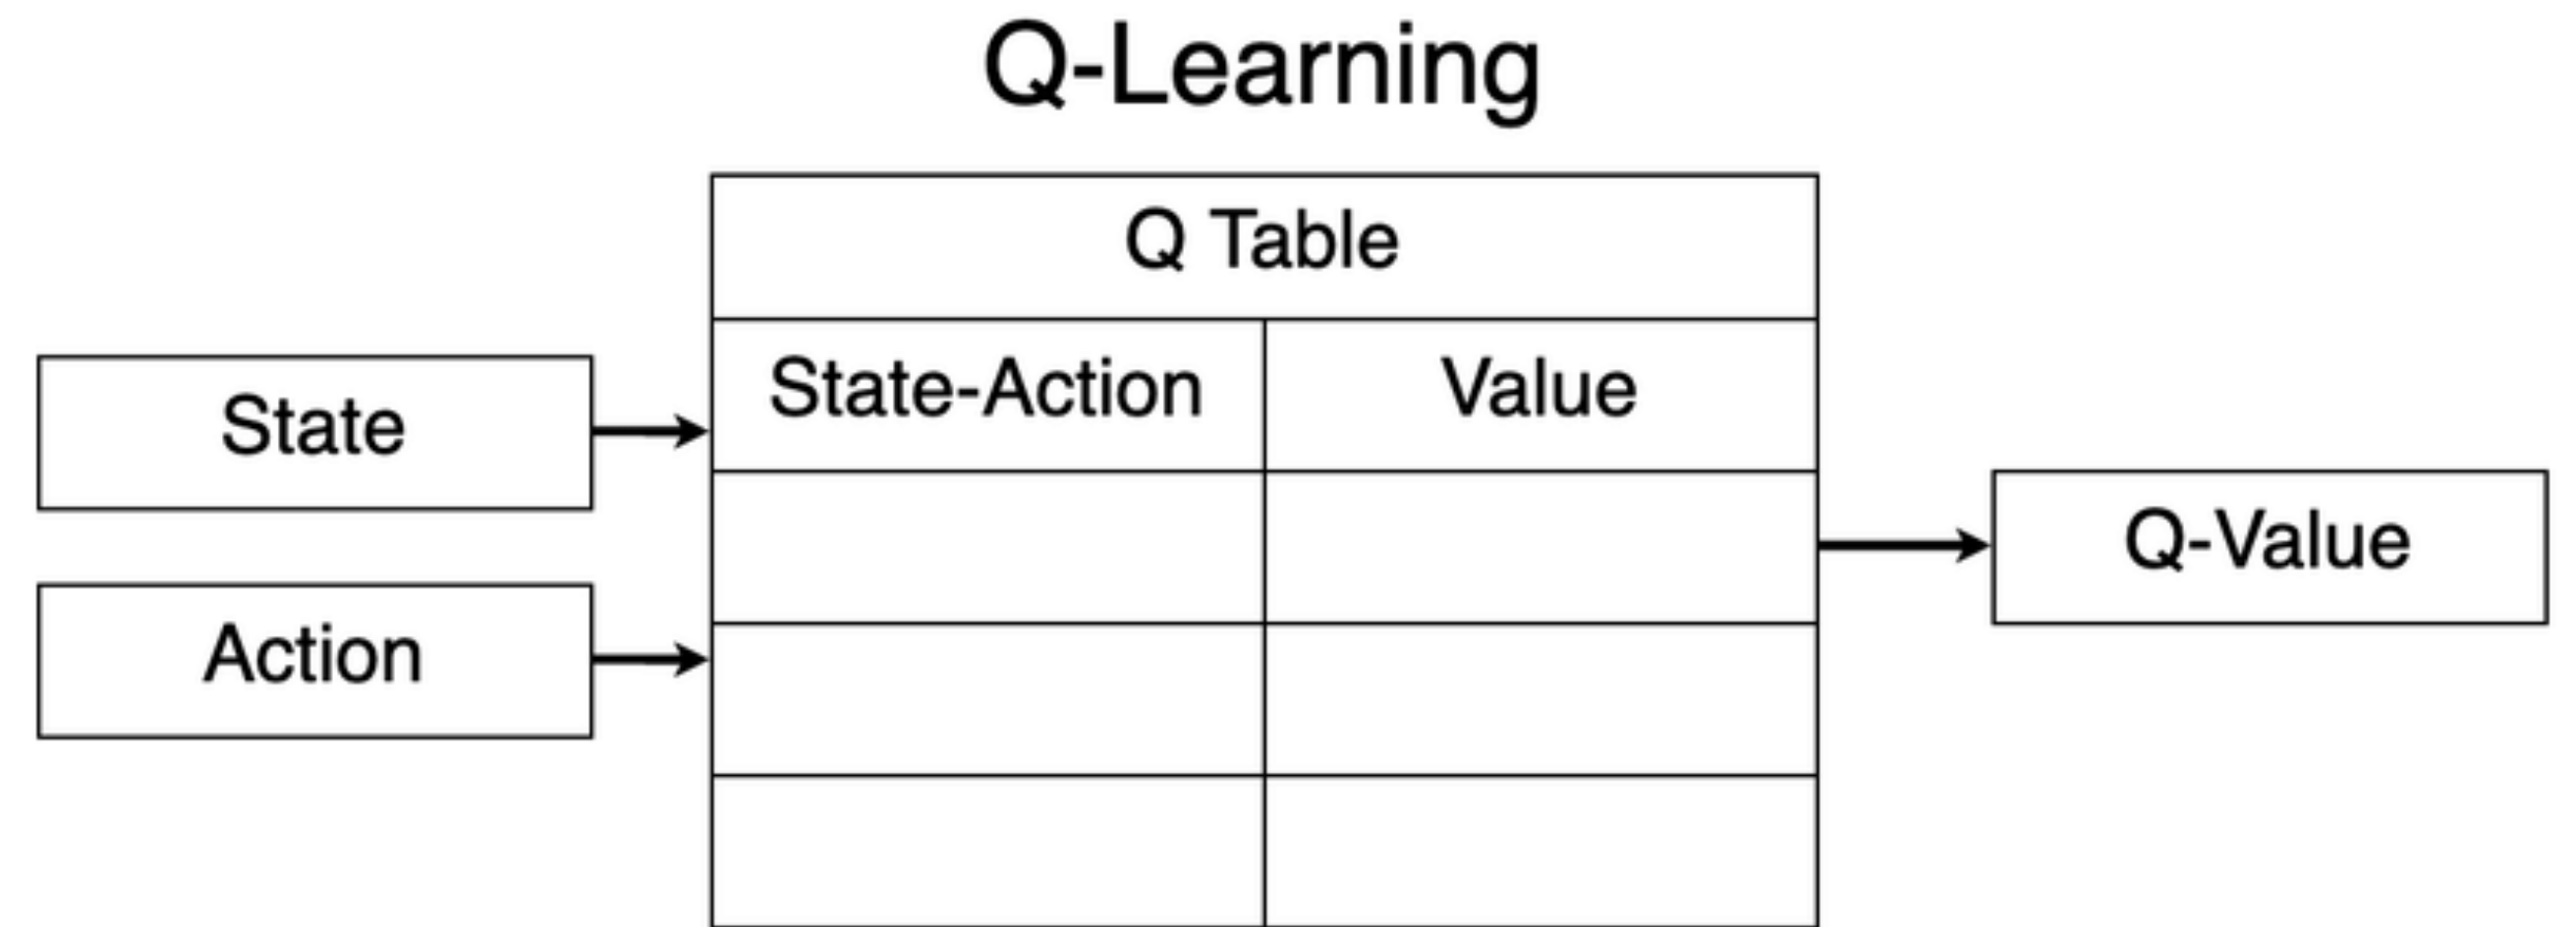 Q-Learning
Q Table
State-Action
Value
State
Action
Q-Value